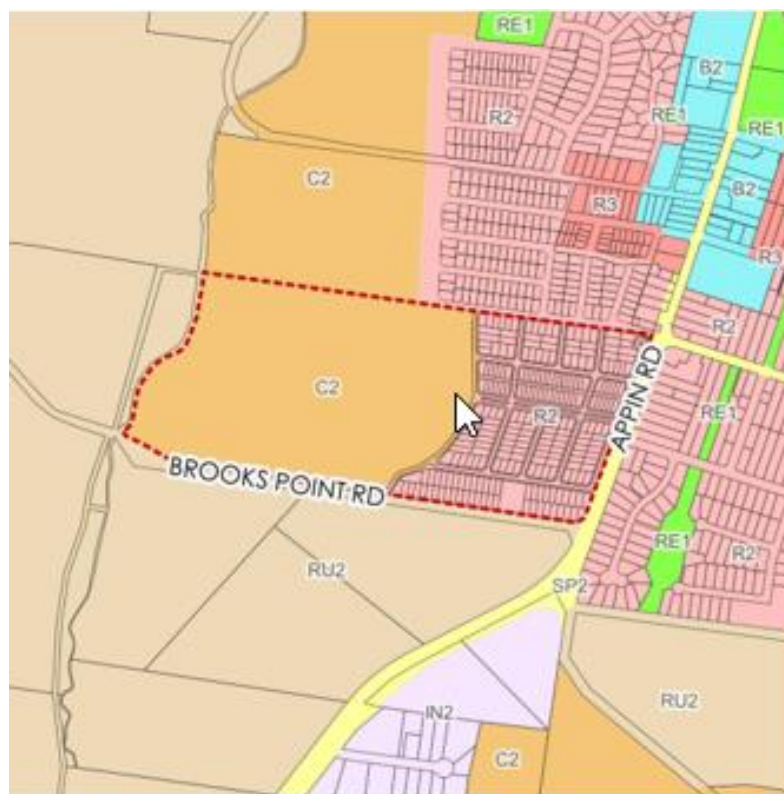 RE1
B2
R2
RE1
RE1
C2
B2
R3
R3
R2
C2
R2
APPIN RD
RE1
BROOKS POINT RD
RE1
R2
RU2
SP2
RU2
IN2
C2